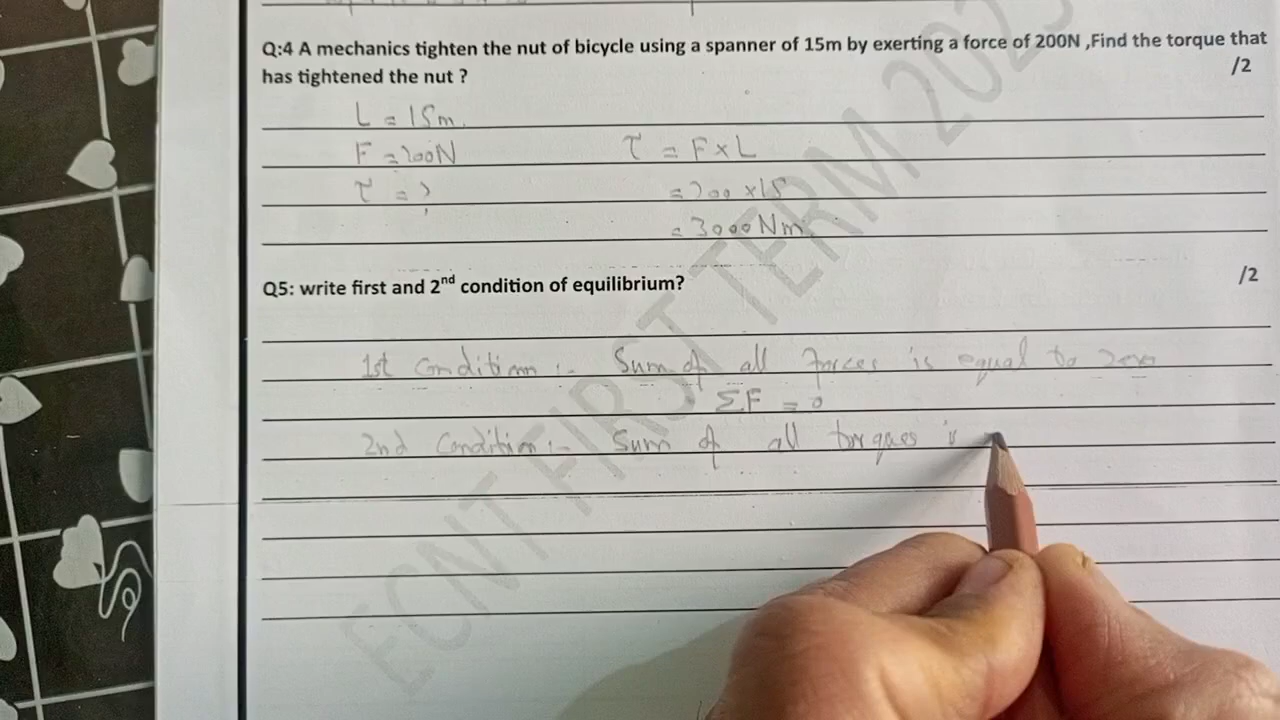 Q:4 A mechanics tighten the nut of bicycle using a spanner of 15m by exerting a force of 200N ,Find the torque that
has tightened the nut ? /2
L = 15m
F = 200N τ = F × L
τ = ? = 200 × 15
= 3000 Nm
Q5: write first and 2nd condition of equilibrium? /2
1st condition :- Sum of all forces is equal to zero
ΣF = 0
2nd Condition :- Sum of all torques is
ECNT FIRST TERM 2023